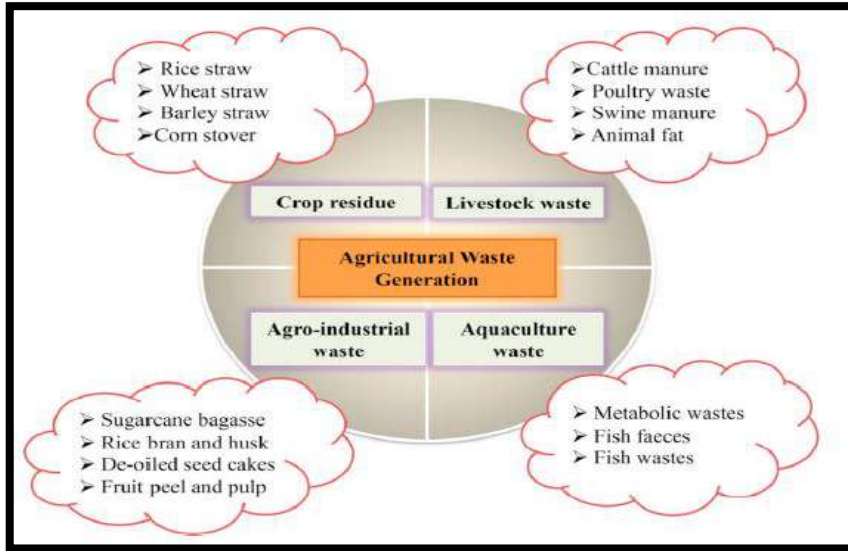 ➢ Rice straw
➢ Wheat straw
➢ Barley straw
➢Corn stover
➢Cattle manure
➢ Poultry waste
➢ Swine manure
➢ Animal fat
Crop residue
Livestock waste
Agricultural Waste
Generation
Agro-industrial
waste
Aquaculture
waste
➢ Sugarcane bagasse
➢ Rice bran and husk
➢ De-oiled seed cakes
➢ Fruit peel and pulp
➢ Metabolic wastes
➢ Fish faeces
➢ Fish wastes